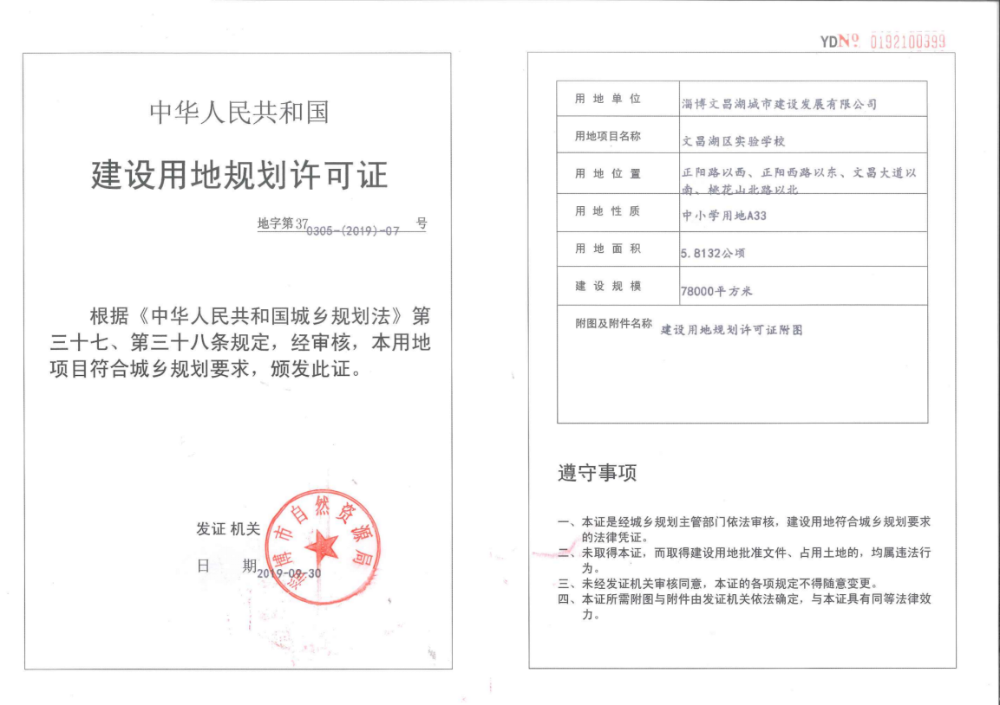 中华人民共和国
建设用地规划许可证
地字第370305-(2019)-07号
根据《中华人民共和国城乡规划法》第
三十七、第三十八条规定，经审核，本用地
项目符合城乡规划要求，颁发此证。
发证机关
淄博市自然资源局
日 期2019-09-30
YDNº 0192100399
用地单位 淄博文昌湖城市建设发展有限公司
用地项目名称 文昌湖区实验学校
用地位置 正阳路以西、正阳西路以东、文昌大道以
南、桃花山北路以北
用地性质 中小学用地A33
用地面积 5.8132公顷
建设规模 78000平方米
附图及附件名称 建设用地规划许可证附图
遵守事项
一、本证是经城乡规划主管部门依法审核，建设用地符合城乡规划要求
的法律凭证。
二、未取得本证，而取得建设用地批准文件、占用土地的，均属违法行
为。
三、未经发证机关审核同意，本证的各项规定不得随意变更。
四、本证所需附图与附件由发证机关依法确定，与本证具有同等法律效
力。